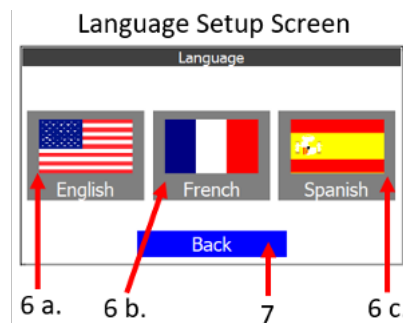 Language Setup Screen
Language
English French Spanish
Back
6 a. 6 b. 7 6 c.